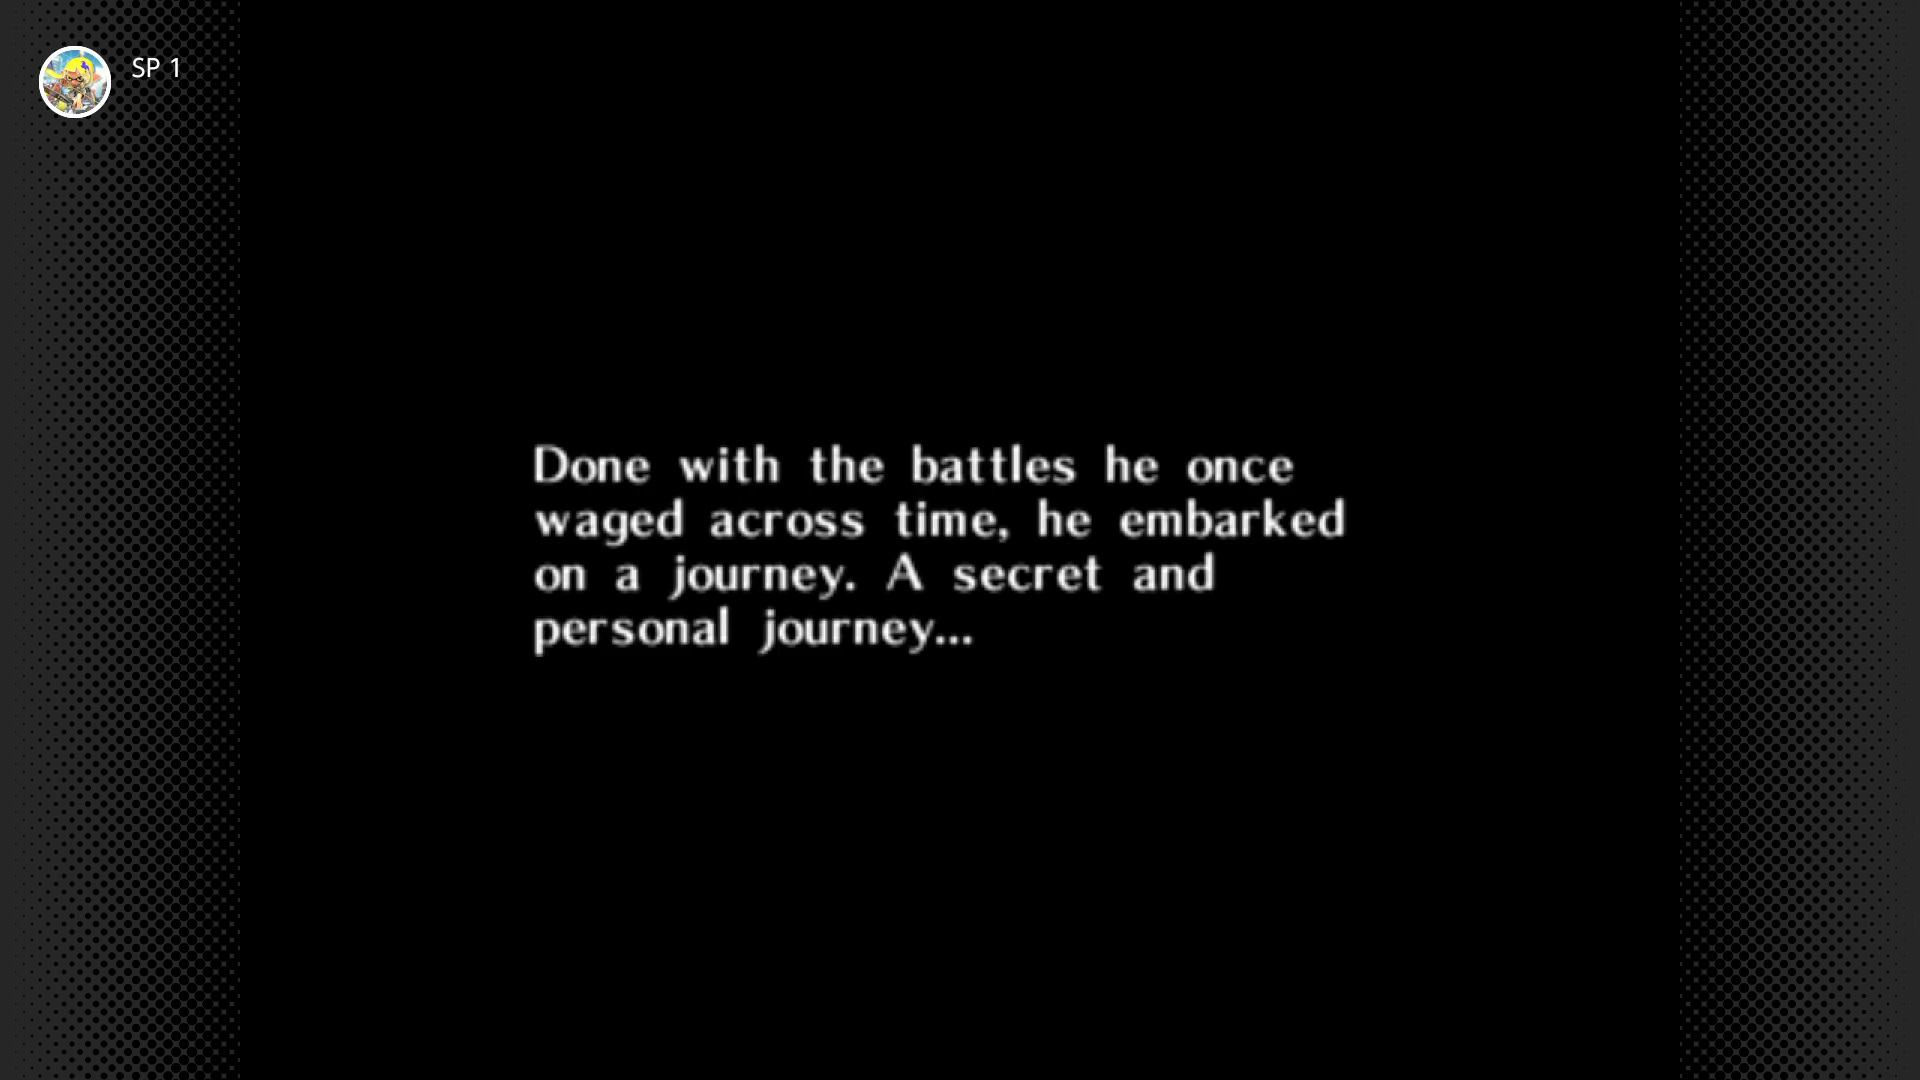 SP 1
Done with the battles he once
waged across time, he embarked
on a journey. A secret and
personal journey...